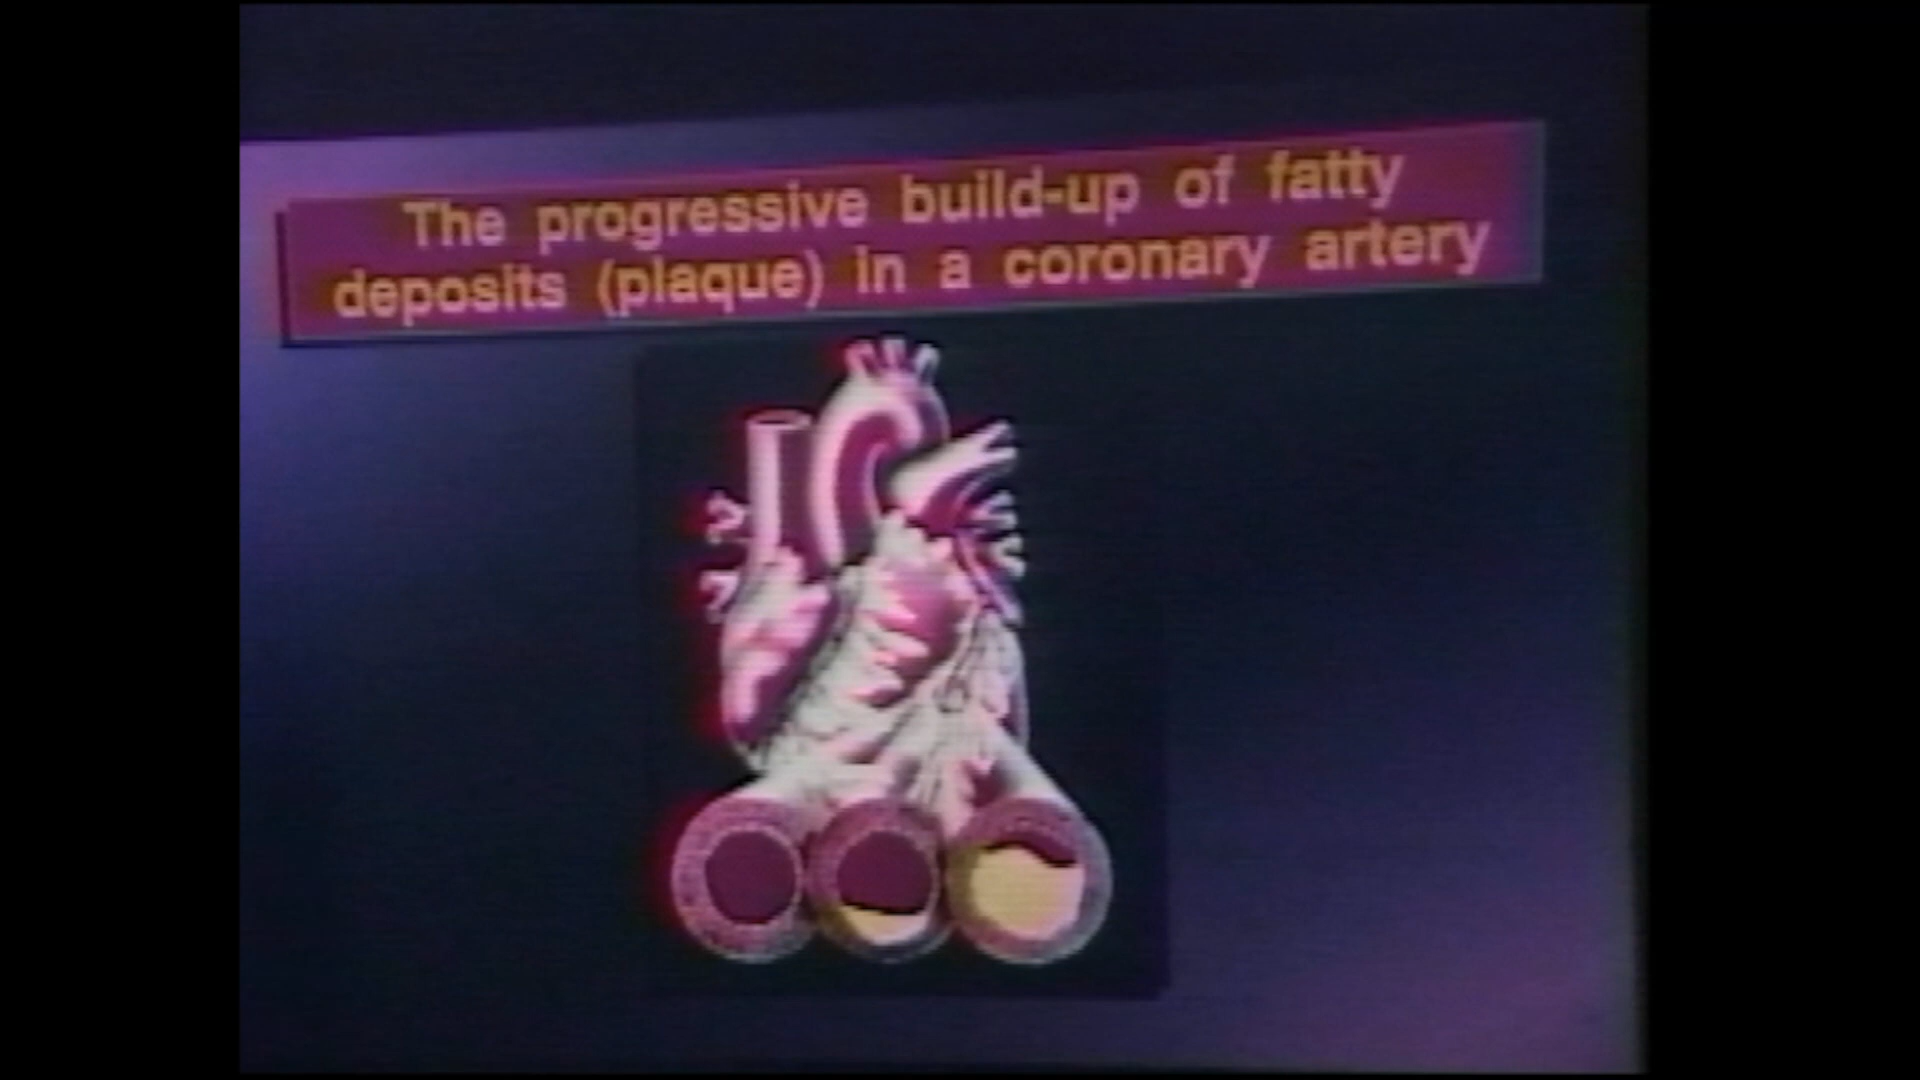 The progressive build-up of fatty
deposits (plaque) in a coronary artery